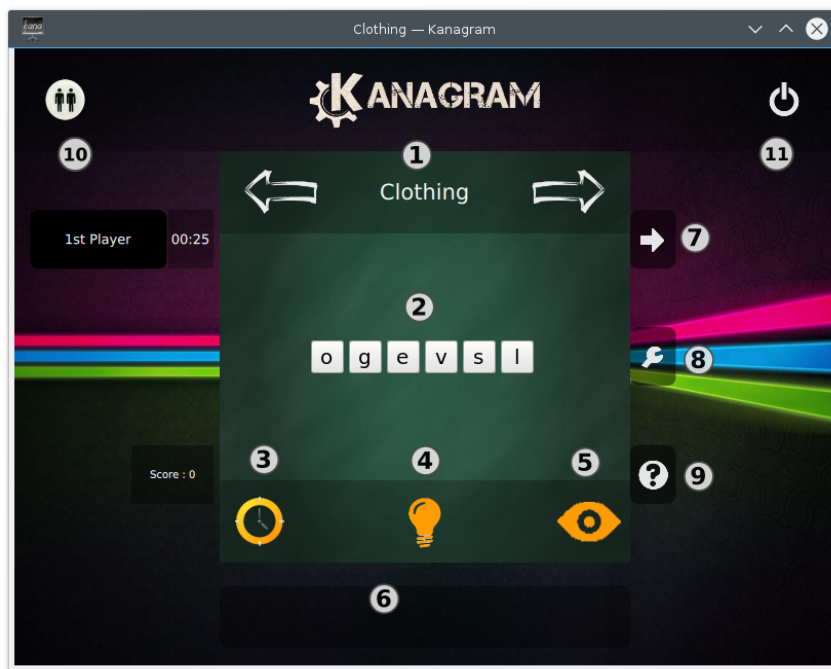 kana
Clothing — Kanagram
KANAGRAM
10
1
11
Clothing
1st Player
00:25
7
2
o g e v s l
8
3
4
5
Score : 0
?
9
6